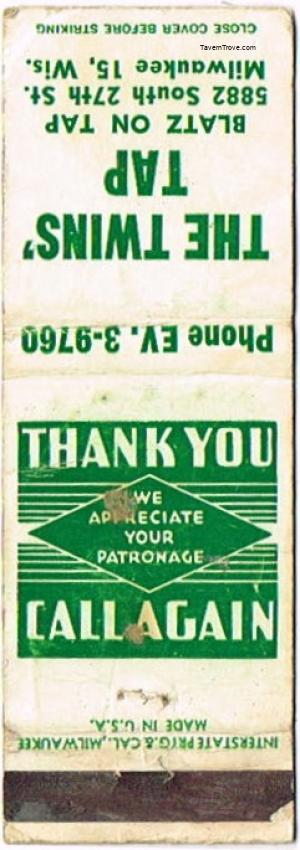 TavernTrove.com
Phone EV. 3-9760
THE TWINS'
TAP
BLATZ ON TAP
5882 South 27th St.
Milwaukee 15, Wis.
CLOSE COVER BEFORE STRIKING
THANK YOU
WE
APPRECIATE
YOUR
PATRONAGE
CALL AGAIN
MADE IN U.S.A.
INTERSTATE PRTG. & CAL., MILWAUKEE